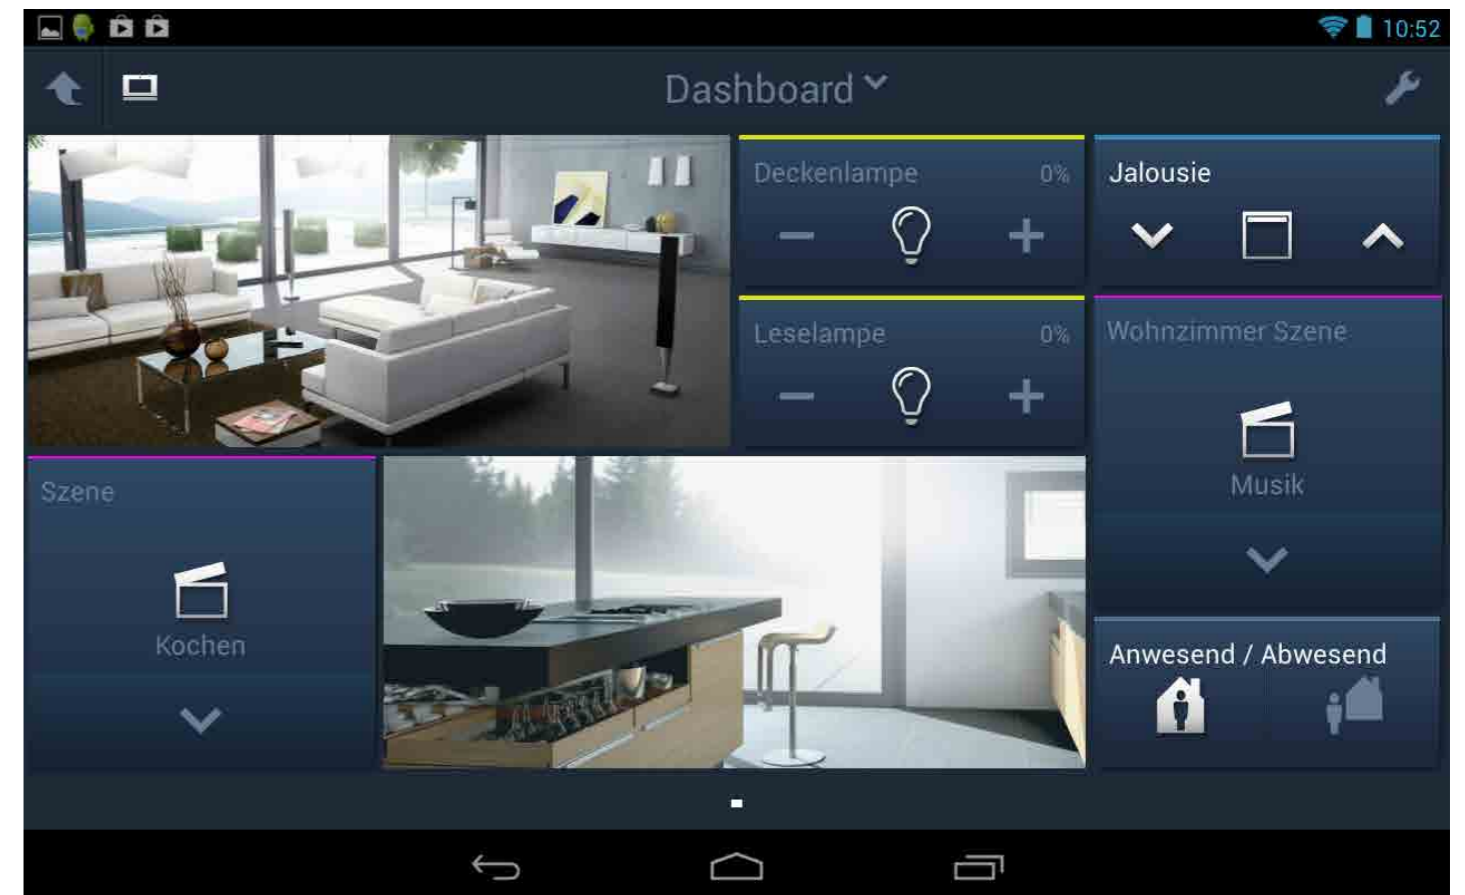 10:52
Dashboard
Deckenlampe 0%
Jalousie
Leselampe 0%
Wohnzimmer Szene
Musik
Szene
Kochen
Anwesend / Abwesend